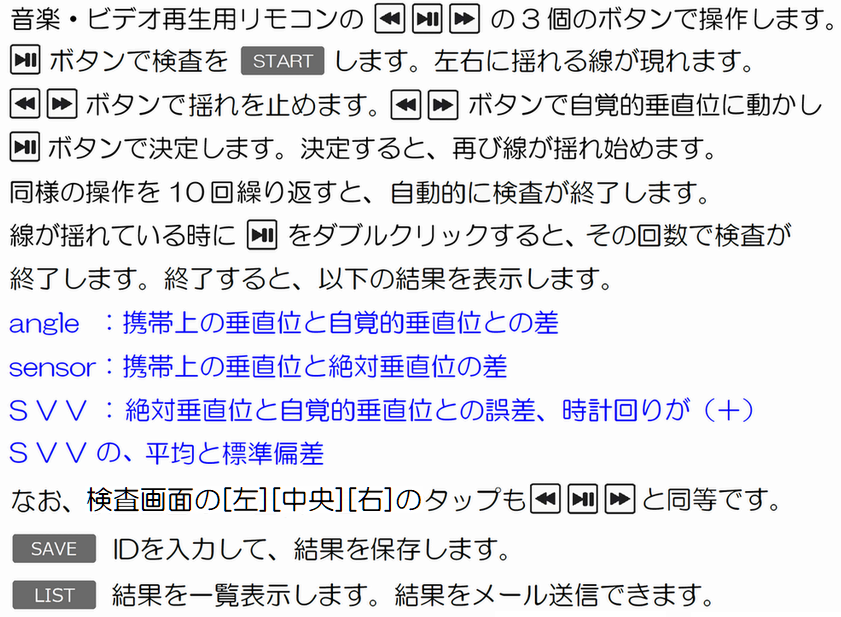 音楽・ビデオ再生用リモコンの ⏪ ⏯ ⏩ の3個のボタンで操作します。
⏯ ボタンで検査を START します。左右に揺れる線が現れます。
⏪ ⏩ ボタンで揺れを止めます。⏪ ⏩ ボタンで自覚的垂直位に動かし
⏯ ボタンで決定します。決定すると、再び線が揺れ始めます。
同様の操作を 10回繰り返すと、自動的に検査が終了します。
線が揺れている時に ⏯ をダブルクリックすると、その回数で検査が
終了します。終了すると、以下の結果を表示します。
angle ：携帯上の垂直位と自覚的垂直位との差
sensor：携帯上の垂直位と絶対垂直位の差
ＳＶＶ ：絶対垂直位と自覚的垂直位との誤差、時計回りが（＋）
ＳＶＶの、平均と標準偏差
なお、検査画面の[左][中央][右]のタップも ⏪ ⏯ ⏩ と同等です。
SAVE IDを入力して、結果を保存します。
LIST 結果を一覧表示します。結果をメール送信できます。